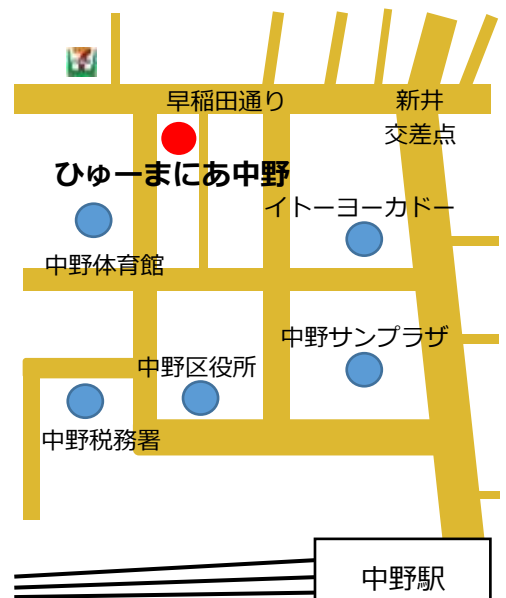 早稲田通り
新井
交差点
ひゅーまにあ中野
イトーヨーカドー
中野体育館
中野サンプラザ
中野区役所
中野税務署
中野駅